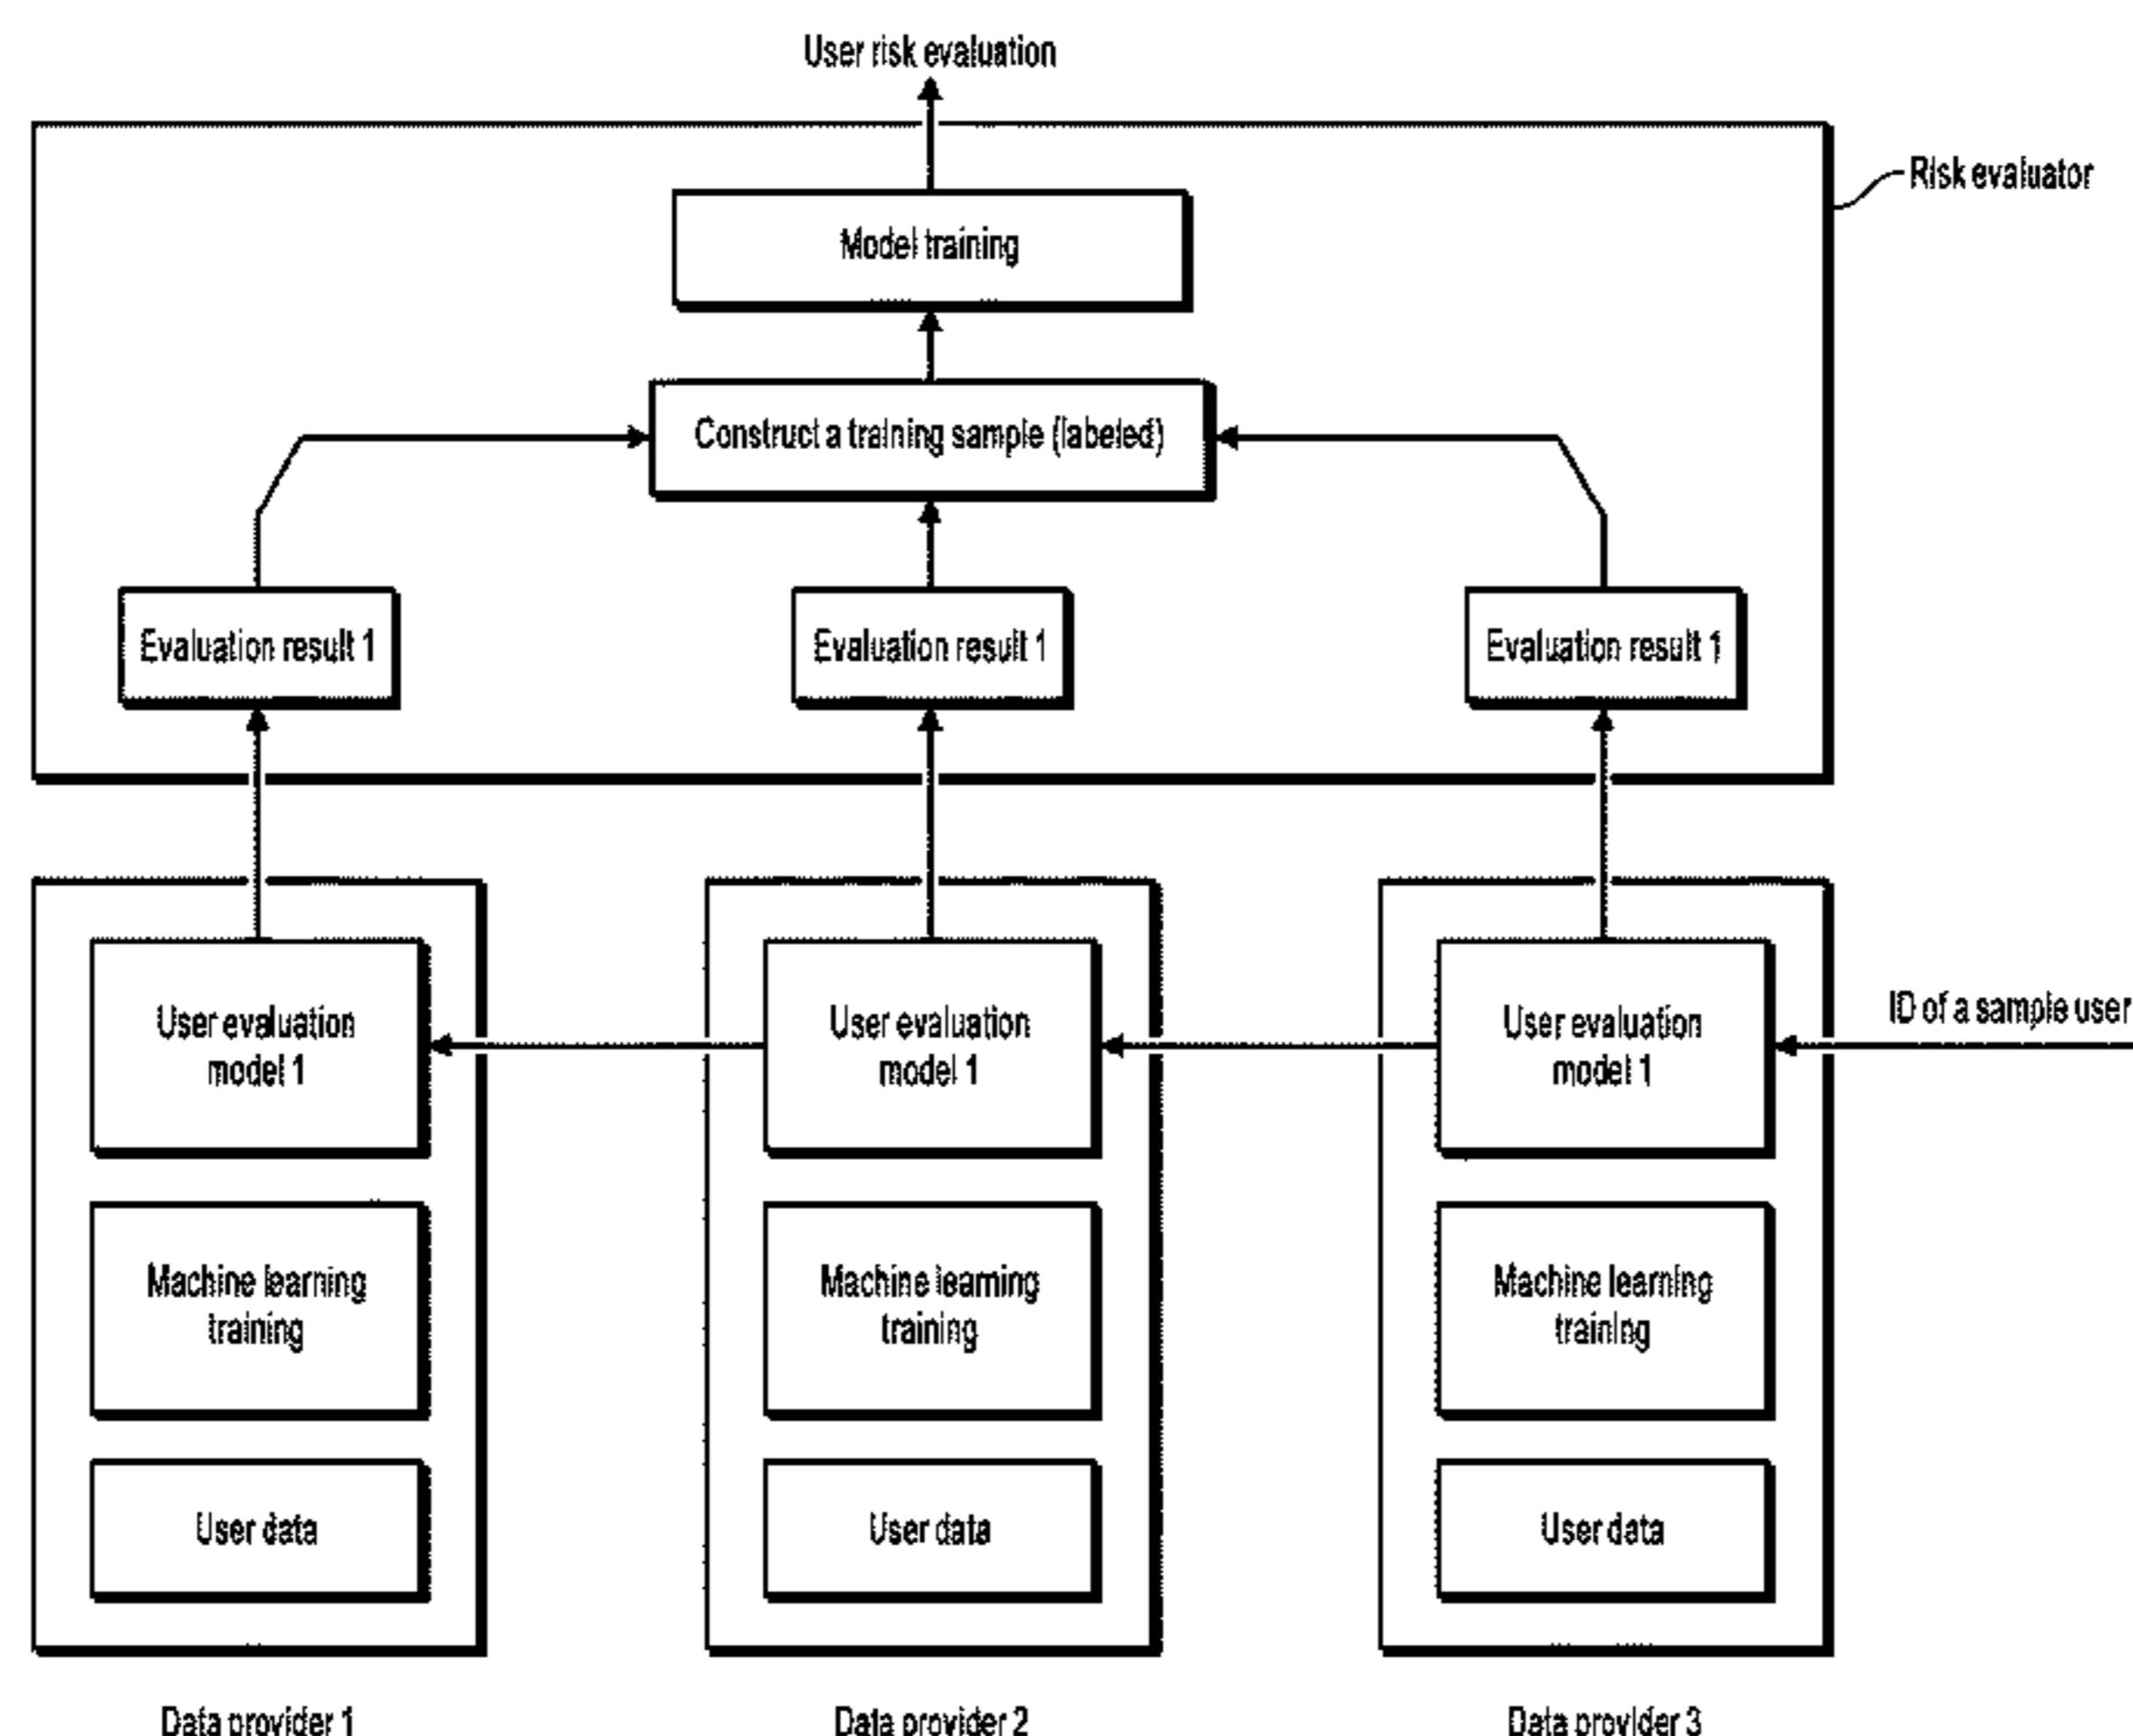 User risk evaluation
Risk evaluator
Model training
Construct a training sample (labeled)
Evaluation result 1
Evaluation result 1
Evaluation result 1
ID of a sample user
User evaluation
model 1
User evaluation
model 1
User evaluation
model 1
Machine learning
training
Machine learning
training
Machine learning
training
User data
User data
User data
Data provider 1
Data provider 2
Data provider 3